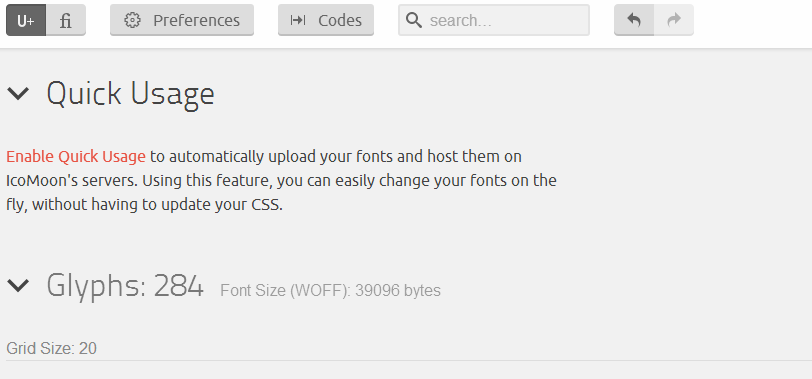 U+ fi Preferences Codes search...
Quick Usage
Enable Quick Usage to automatically upload your fonts and host them on
IcoMoon's servers. Using this feature, you can easily change your fonts on the
fly, without having to update your CSS.
Glyphs: 284 Font Size (WOFF): 39096 bytes
Grid Size: 20